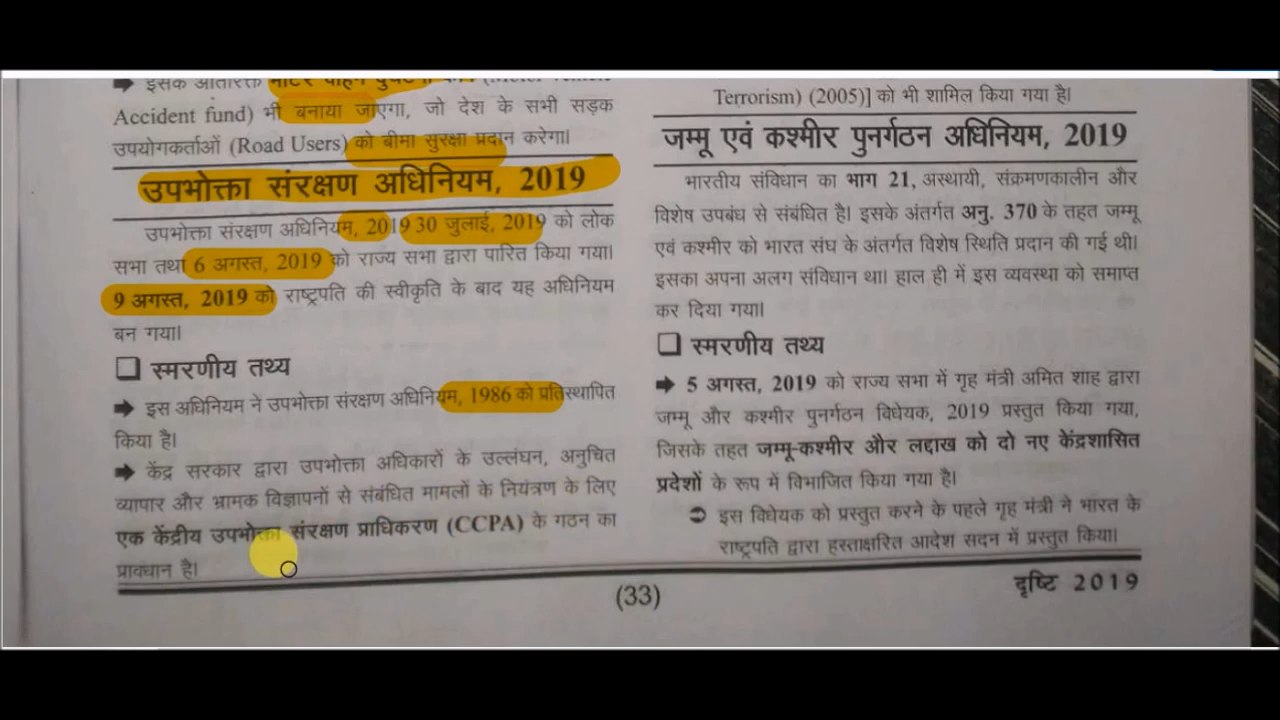 ➡ इसके अतिरिक्त मोटर वाहन दुर्घटना
Accident fund) भी बनाया जाएगा, जो देश के सभी सड़क
उपयोगकर्ताओं (Road Users) को बीमा सुरक्षा प्रदान करेगा।
उपभोक्ता संरक्षण अधिनियम, 2019
उपभोक्ता संरक्षण अधिनियम, 2019 30 जुलाई, 2019 को लोक
सभा तथा 6 अगस्त, 2019 को राज्य सभा द्वारा पारित किया गया।
9 अगस्त, 2019 को राष्ट्रपति की स्वीकृति के बाद यह अधिनियम
बन गया।
❑ स्मरणीय तथ्य
➡ इस अधिनियम ने उपभोक्ता संरक्षण अधिनियम, 1986 को प्रतिस्थापित
किया है।
➡ केंद्र सरकार द्वारा उपभोक्ता अधिकारों के उल्लंघन, अनुचित
व्यापार और भ्रामक विज्ञापनों से संबंधित मामलों के नियंत्रण के लिए
एक केंद्रीय उपभोक्ता संरक्षण प्राधिकरण (CCPA) के गठन का
प्रावधान है।
Terrorism) (2005)] को भी शामिल किया गया है।
जम्मू एवं कश्मीर पुनर्गठन अधिनियम, 2019
भारतीय संविधान का भाग 21, अस्थायी, संक्रमणकालीन और
विशेष उपबंध से संबंधित है। इसके अंतर्गत अनु. 370 के तहत जम्मू
एवं कश्मीर को भारत संघ के अंतर्गत विशेष स्थिति प्रदान की गई थी।
इसका अपना अलग संविधान था। हाल ही में इस व्यवस्था को समाप्त
कर दिया गया।
❑ स्मरणीय तथ्य
➡ 5 अगस्त, 2019 को राज्य सभा में गृह मंत्री अमित शाह द्वारा
जम्मू और कश्मीर पुनर्गठन विधेयक, 2019 प्रस्तुत किया गया,
जिसके तहत जम्मू-कश्मीर और लद्दाख को दो नए केंद्रशासित
प्रदेशों के रूप में विभाजित किया गया है।
➲ इस विधेयक को प्रस्तुत करने के पहले गृह मंत्री ने भारत के
राष्ट्रपति द्वारा हस्ताक्षरित आदेश सदन में प्रस्तुत किया।
(33)
दृष्टि 2019